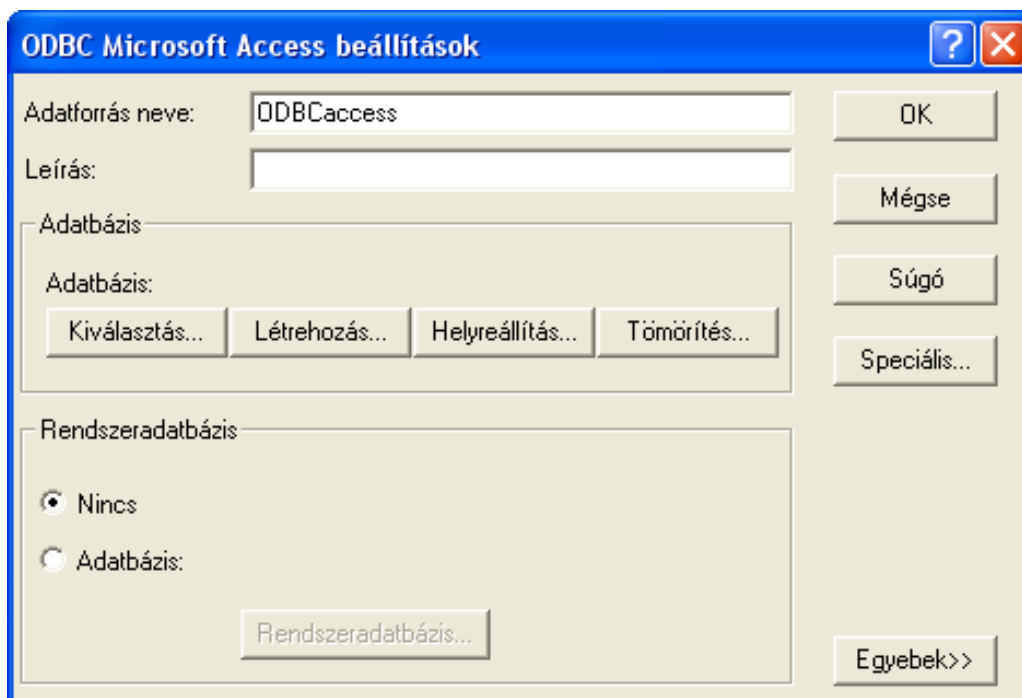 ODBC Microsoft Access beállítások
Adatforrás neve: ODBCaccess
OK
Leírás:
Mégse
Adatbázis
Adatbázis:
Súgó
Kiválasztás... Létrehozás... Helyreállítás... Tömörítés...
Speciális...
Rendszeradatbázis
Nincs
Adatbázis:
Rendszeradatbázis...
Egyebek>>